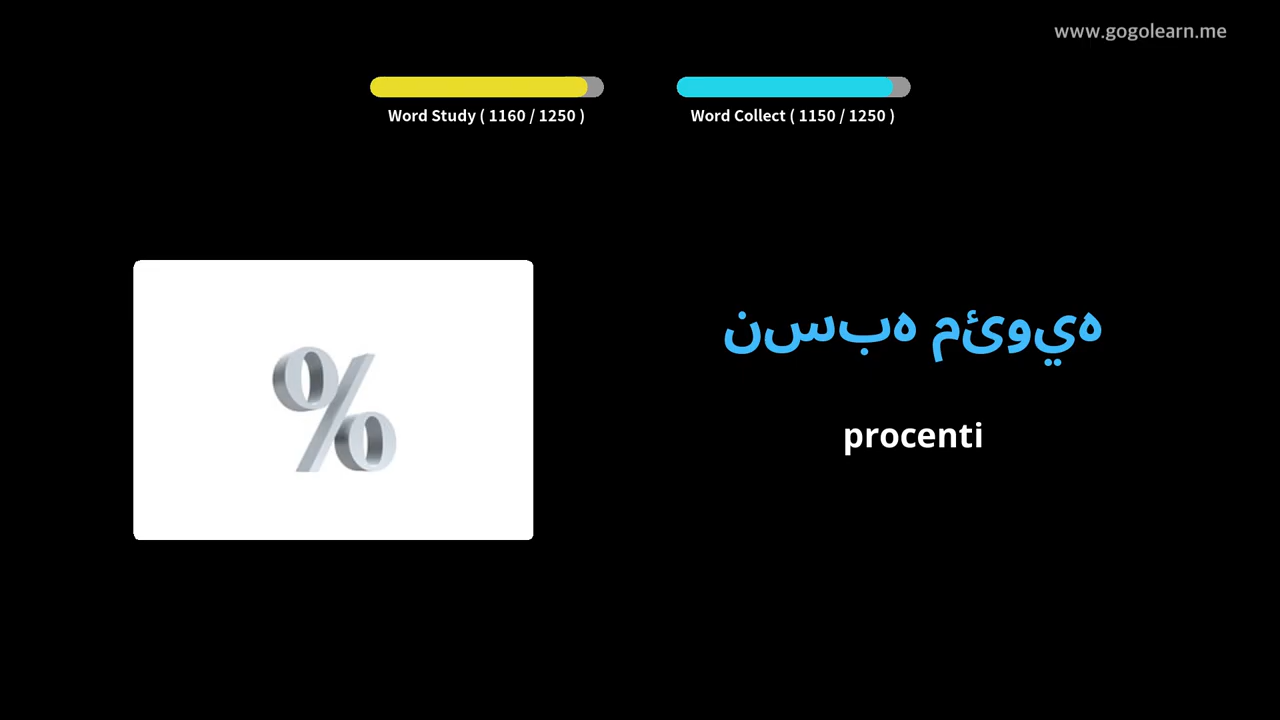 www.gogolearn.me
Word Study ( 1160 / 1250 )
Word Collect ( 1150 / 1250 )
نسبه مئويه
procenti